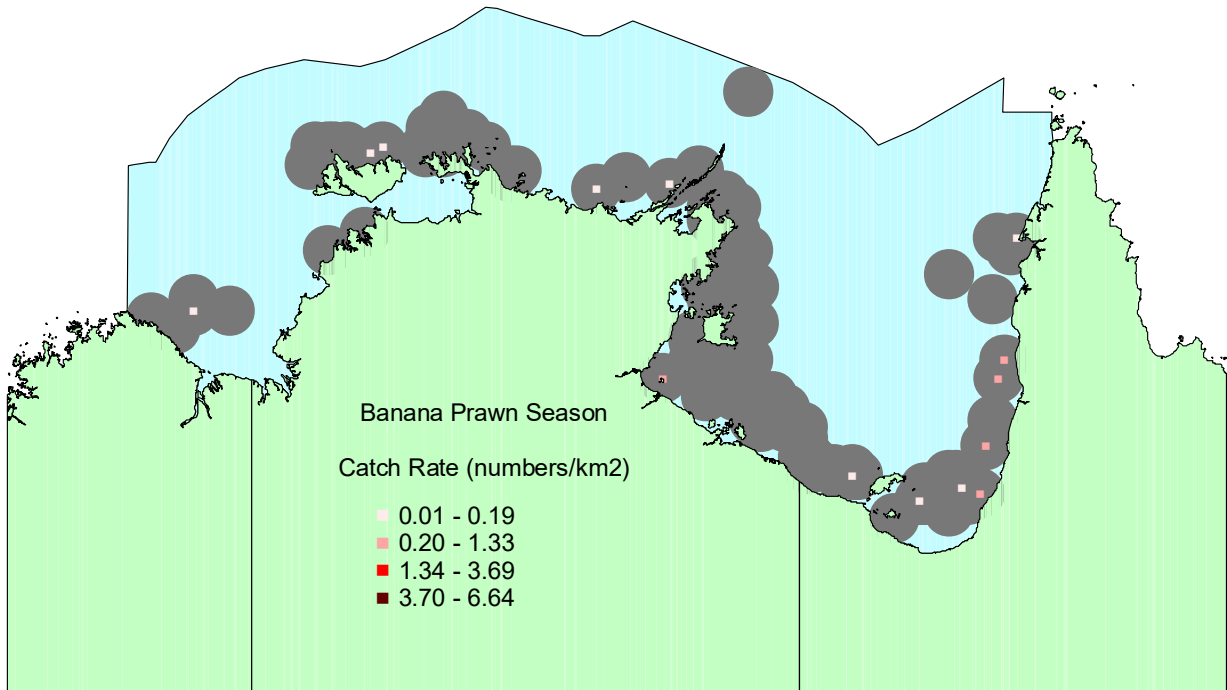 Banana Prawn Season
Catch Rate (numbers/km2)
0.01 - 0.19
0.20 - 1.33
1.34 - 3.69
3.70 - 6.64